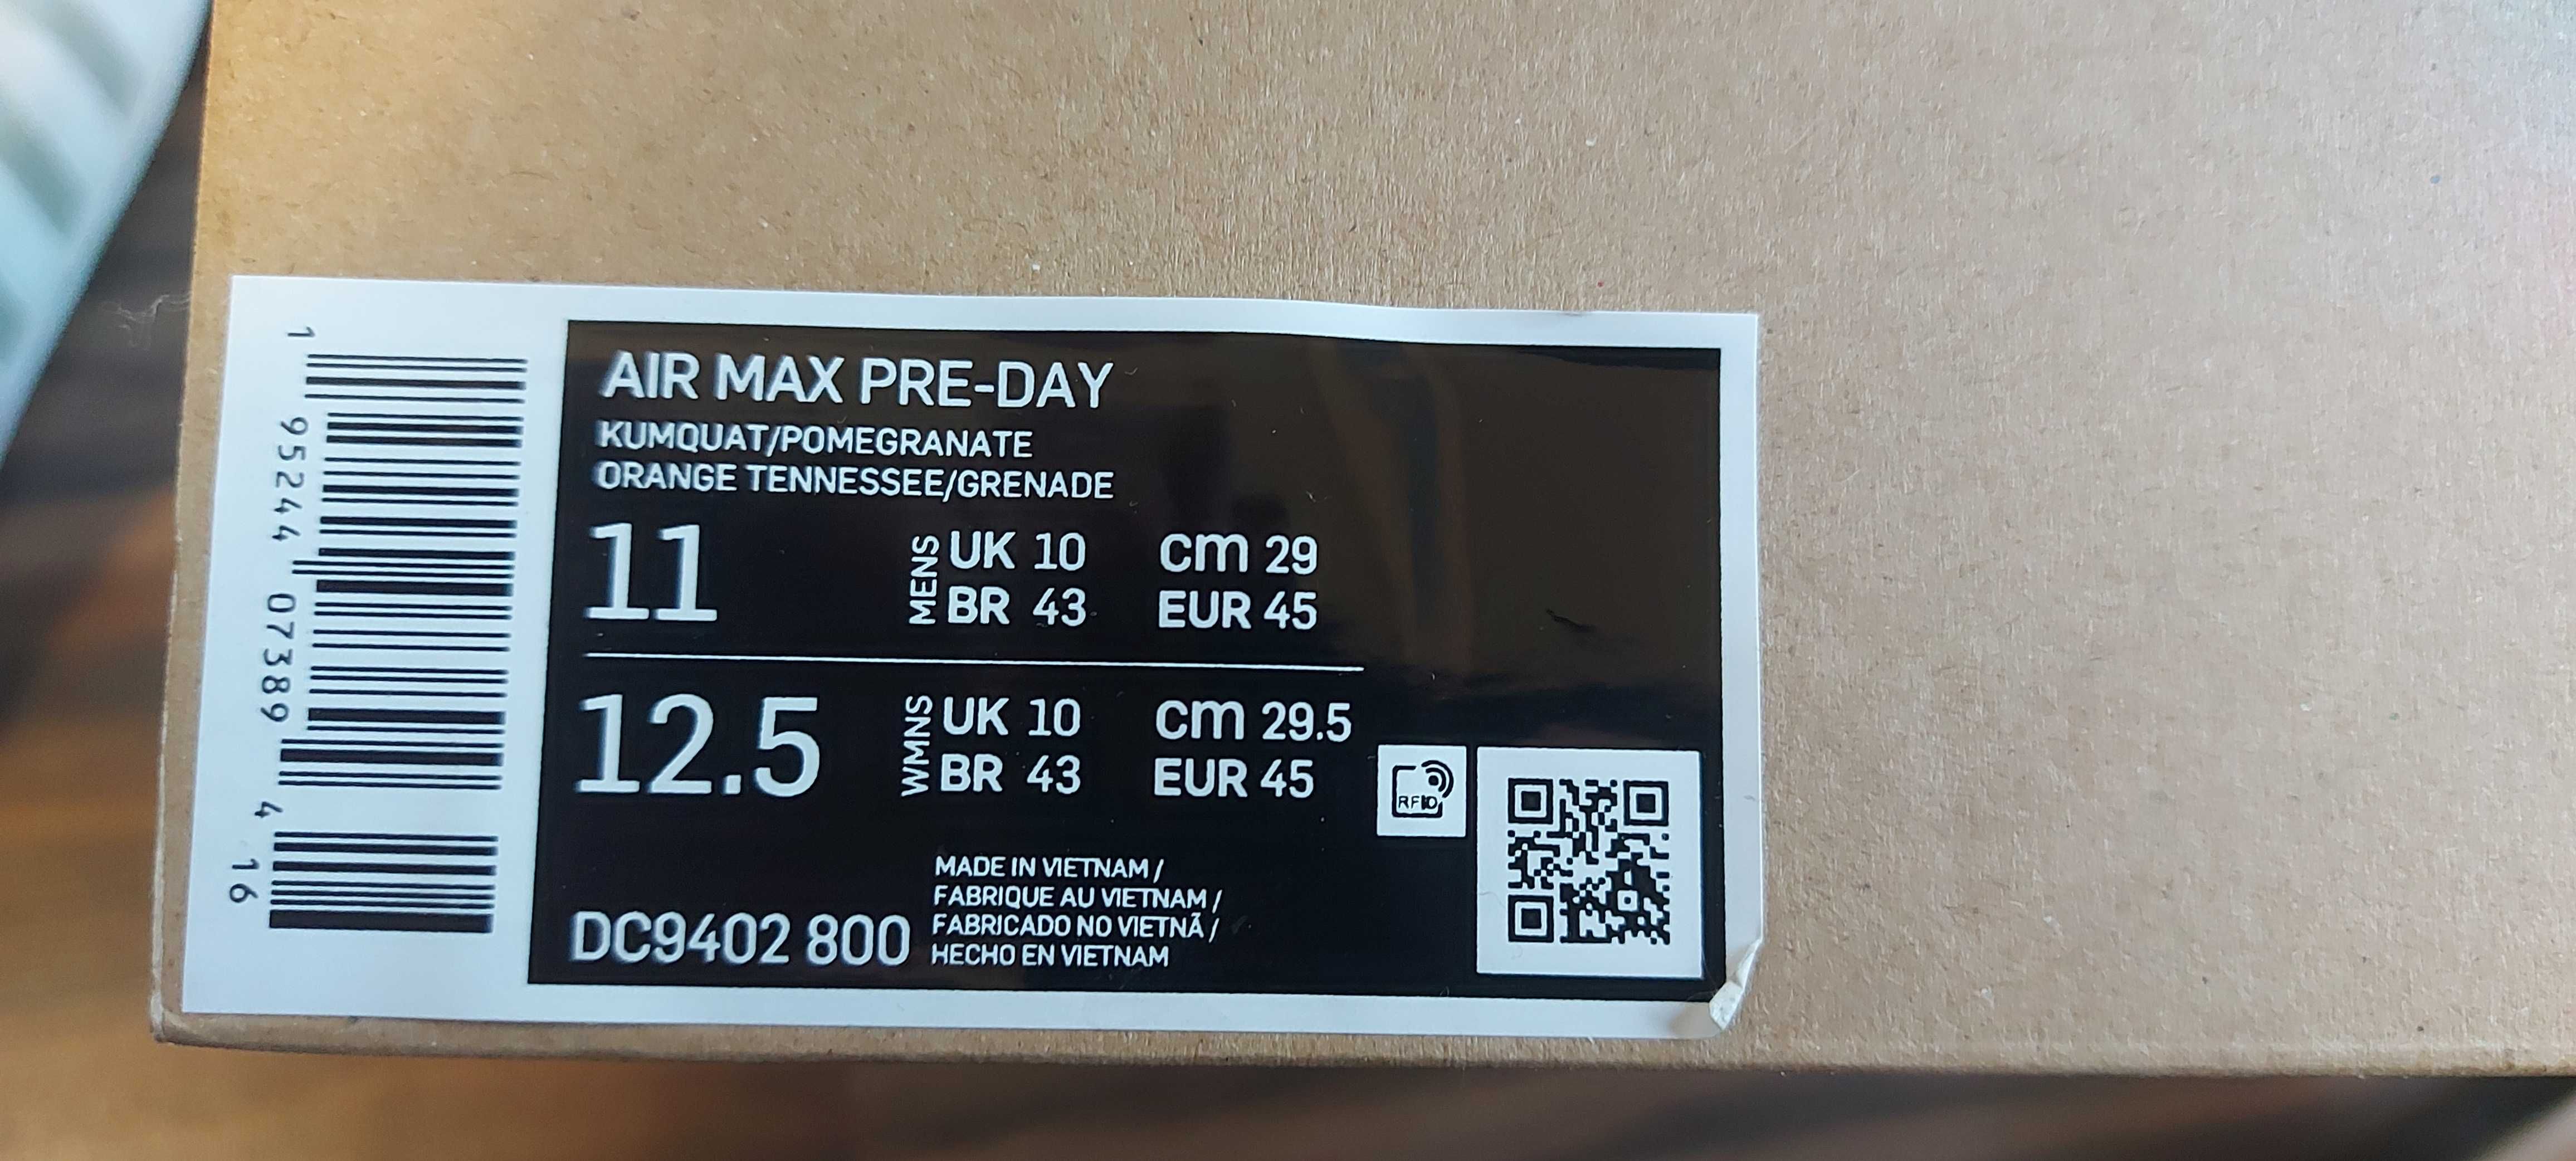 AIR MAX PRE-DAY
KUMQUAT/POMEGRANATE
ORANGE TENNESSEE/GRENADE
11 MENS UK 10 cm 29
BR 43 EUR 45
12.5 WMNS UK 10 cm 29.5
BR 43 EUR 45
RFID
MADE IN VIETNAM /
FABRIQUE AU VIETNAM /
FABRICADO NO VIETNÃ /
HECHO EN VIETNAM
DC9402 800
1 95244 07389 4 16